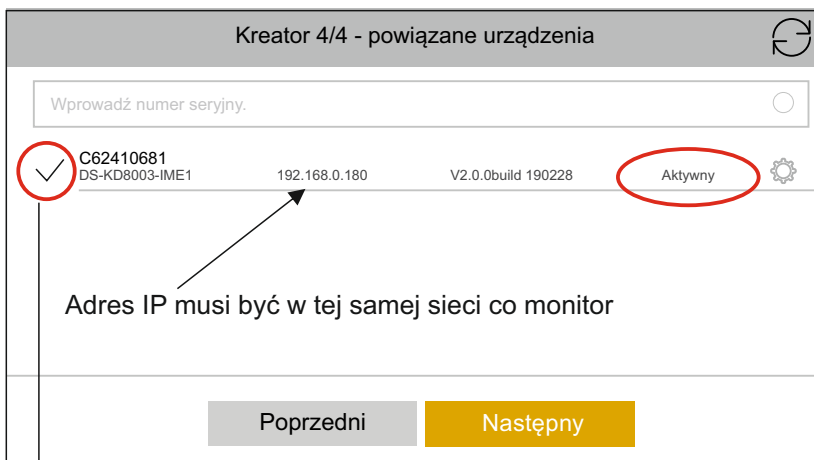 Kreator 4/4 - powiązane urządzenia
Wprowadź numer seryjny.
C62410681
DS-KD8003-IME1 192.168.0.180 V2.0.0build 190228 Aktywny
Adres IP musi być w tej samej sieci co monitor
Poprzedni Następny